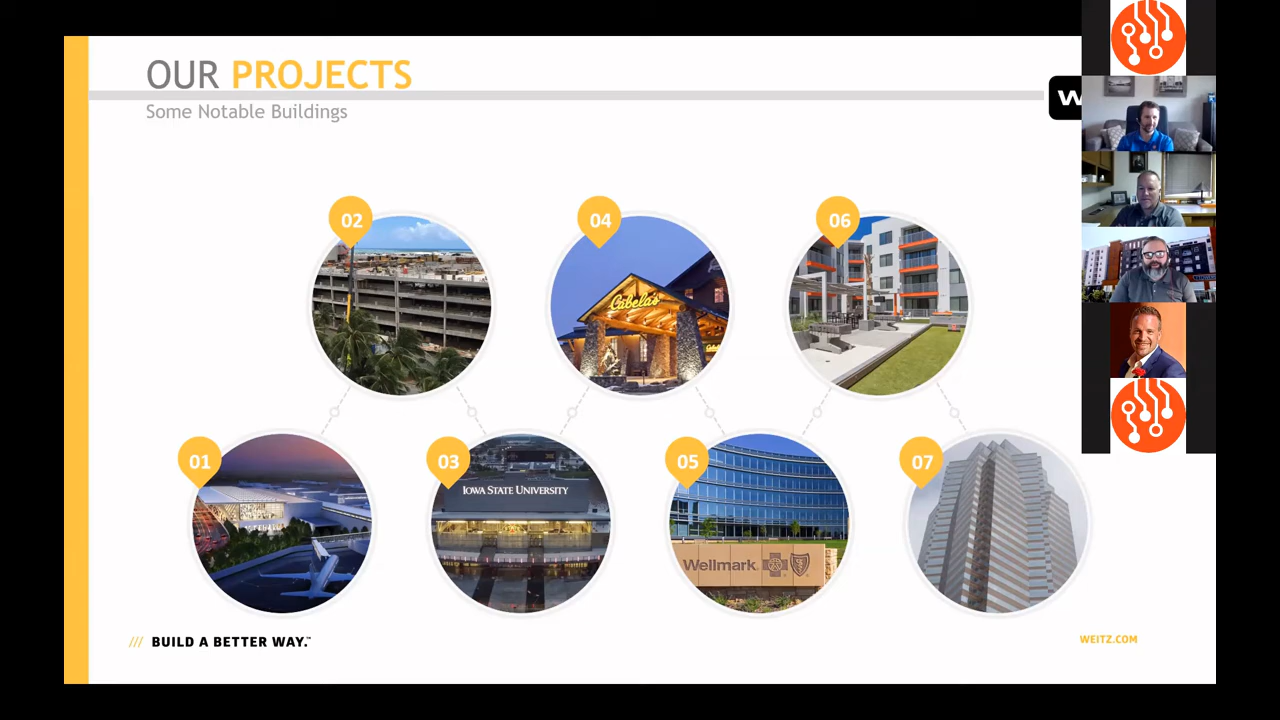 OUR PROJECTS
Some Notable Buildings
W
02
04
06
Cabela's
01
03
05
07
IOWA STATE UNIVERSITY
Wellmark
/// BUILD A BETTER WAY.™
WEITZ.COM